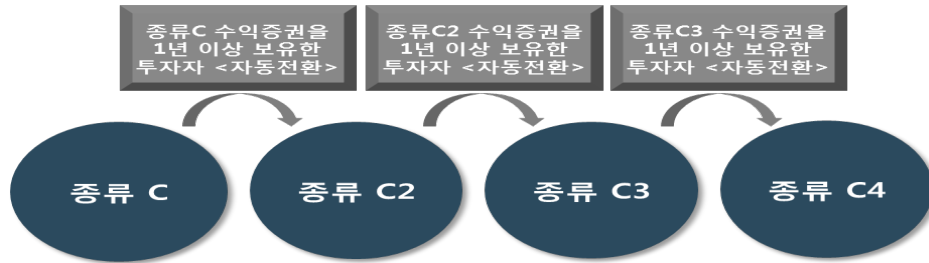 종류C 수익증권을
1년 이상 보유한
투자자 <자동전환>
종류C2 수익증권을
1년 이상 보유한
투자자 <자동전환>
종류C3 수익증권을
1년 이상 보유한
투자자 <자동전환>
종류 C
종류 C2
종류 C3
종류 C4